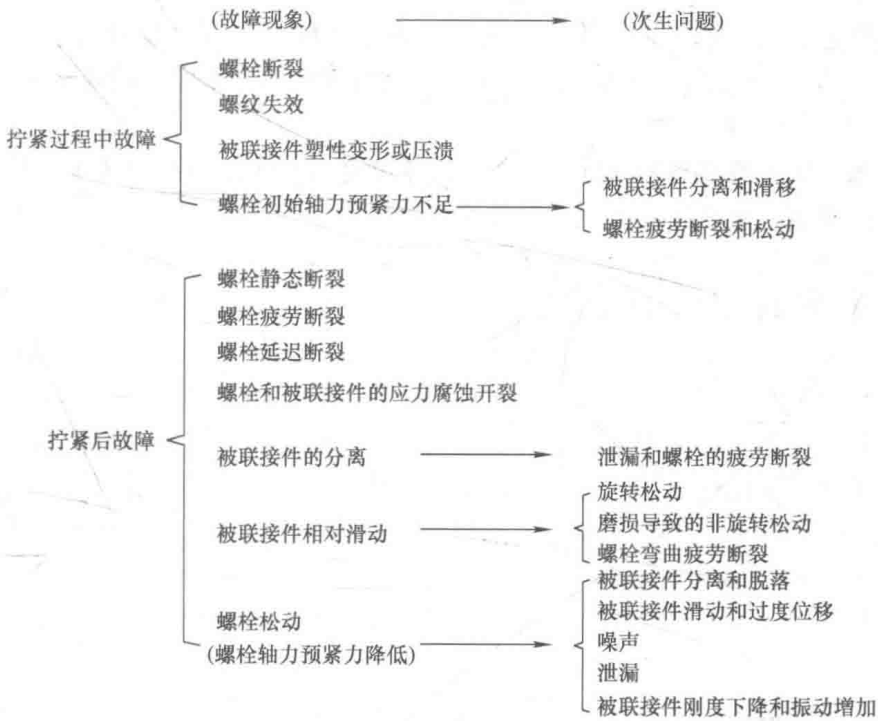 (故障现象) (次生问题)
螺栓断裂
螺纹失效
拧紧过程中故障
被联接件塑性变形或压溃
螺栓初始轴力预紧力不足
被联接件分离和滑移
螺栓疲劳断裂和松动
螺栓静态断裂
螺栓疲劳断裂
螺栓延迟断裂
螺栓和被联接件的应力腐蚀开裂
拧紧后故障
被联接件的分离
泄漏和螺栓的疲劳断裂
被联接件相对滑动
旋转松动
磨损导致的非旋转松动
螺栓弯曲疲劳断裂
螺栓松动
(螺栓轴力预紧力降低)
被联接件分离和脱落
被联接件滑动和过度位移
噪声
泄漏
被联接件刚度下降和振动增加